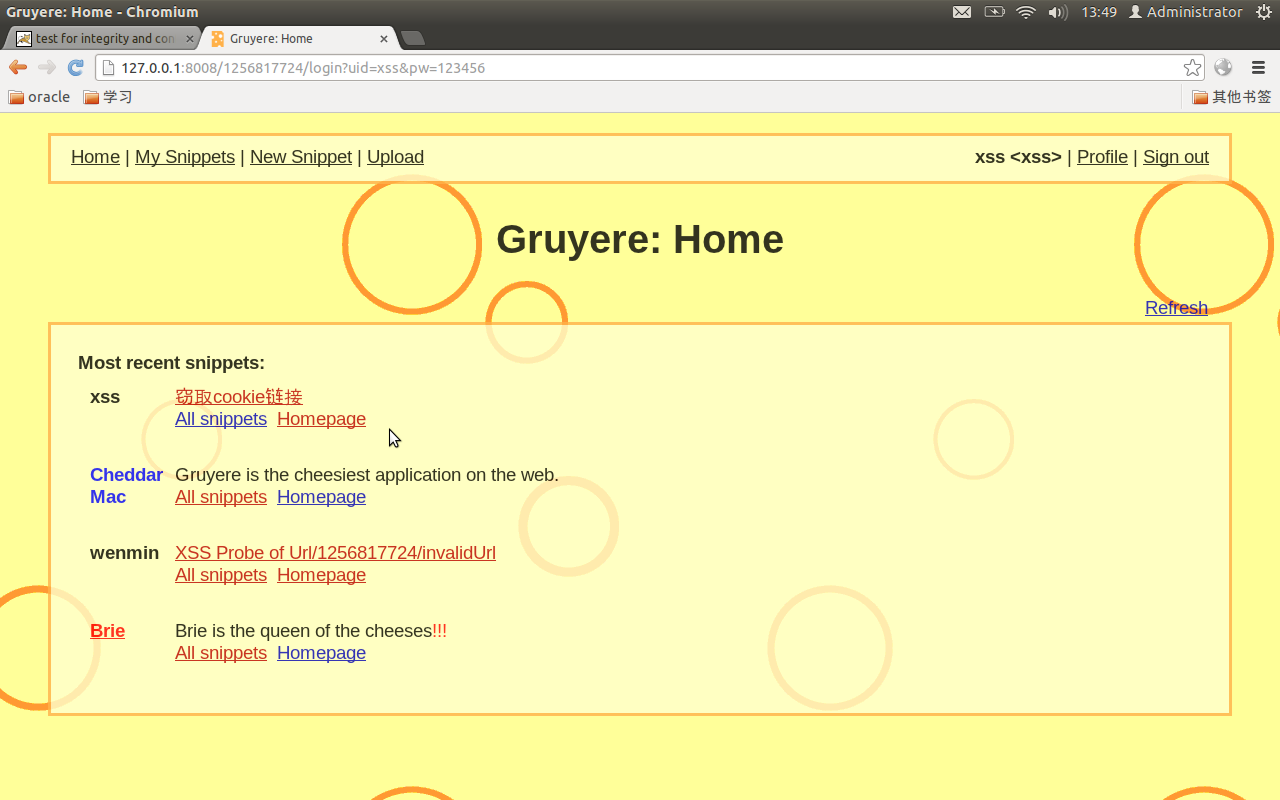 Gruyere: Home - Chromium 13:49 Administrator
test for integrity and con Gruyere: Home
127.0.0.1:8008/1256817724/login?uid=xss&pw=123456
oracle 学习 其他书签
Home | My Snippets | New Snippet | Upload xss <xss> | Profile | Sign out
Gruyere: Home
Refresh
Most recent snippets:
xss 窃取cookie链接
All snippets Homepage
Cheddar Gruyere is the cheesiest application on the web.
Mac All snippets Homepage
wenmin XSS Probe of Url/1256817724/invalidUrl
All snippets Homepage
Brie Brie is the queen of the cheeses!!!
All snippets Homepage